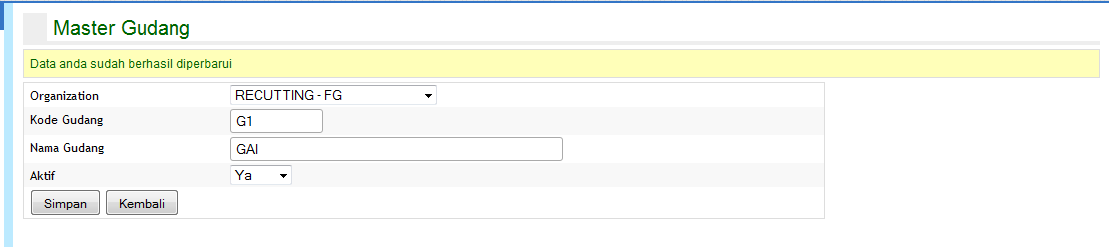 Master Gudang
Data anda sudah berhasil diperbarui
Organization RECUTTING - FG
Kode Gudang G1
Nama Gudang GAI
Aktif Ya
Simpan Kembali